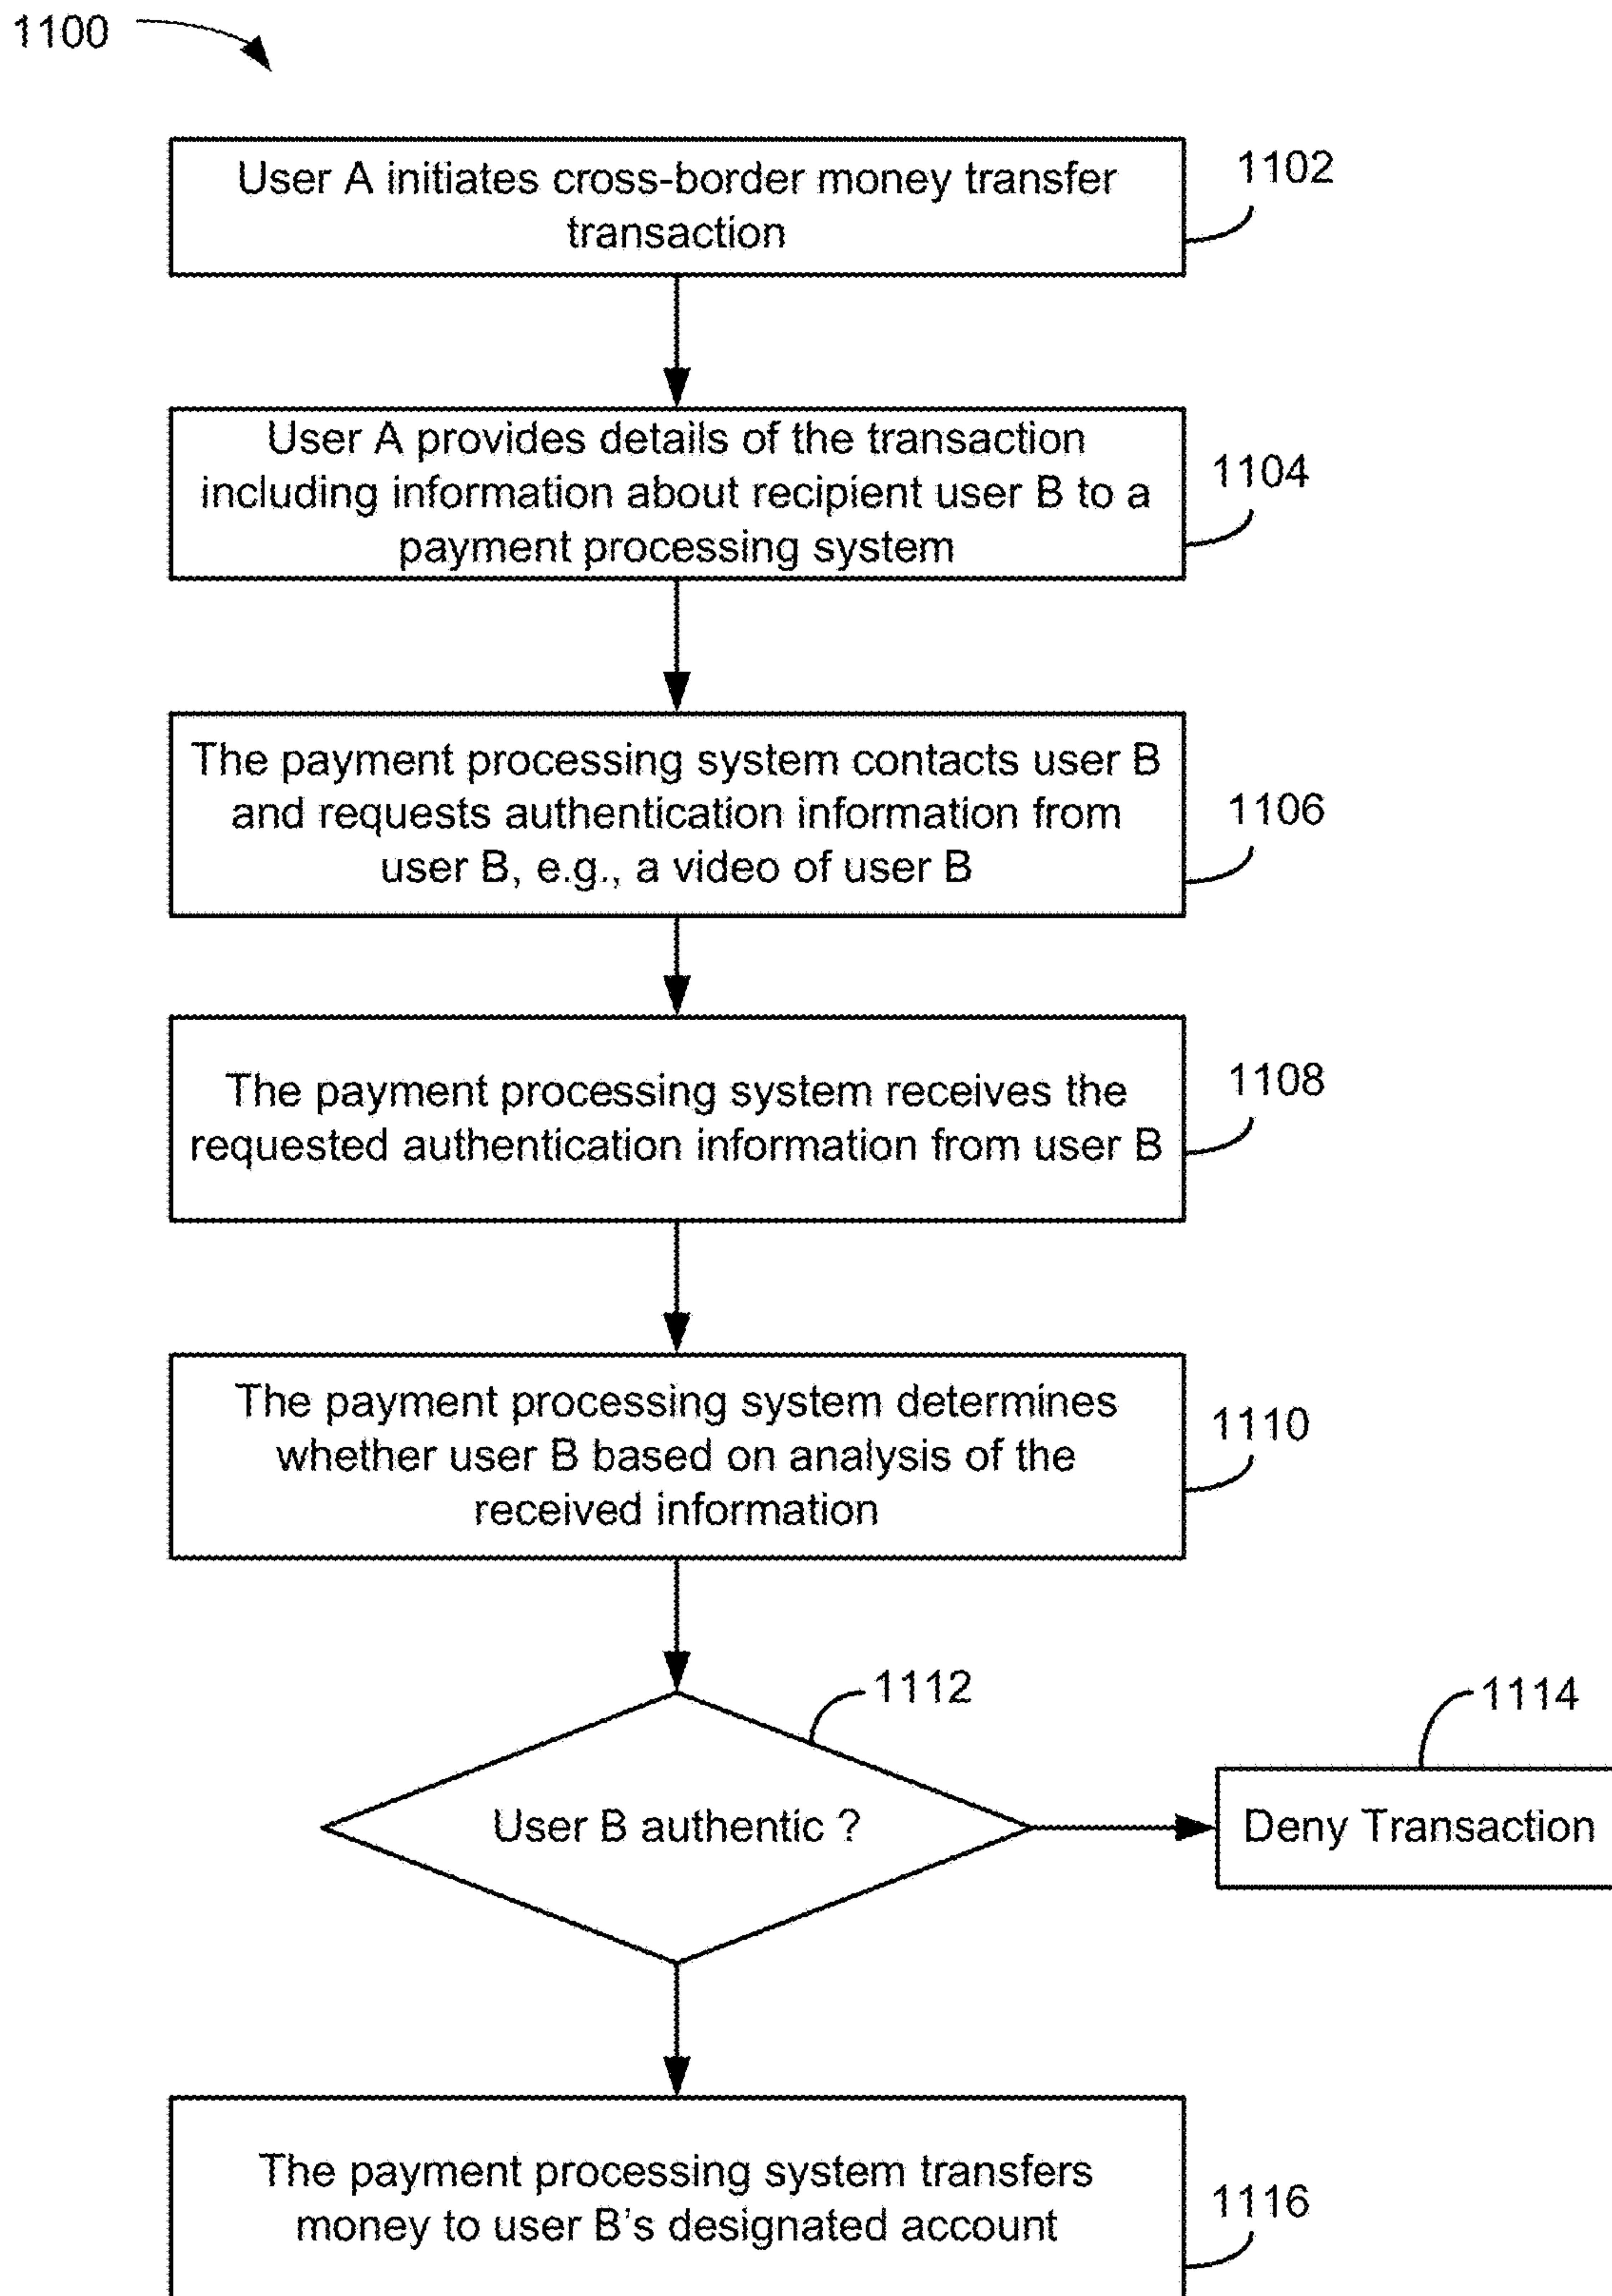 1100
User A initiates cross-border money transfer
transaction
1102
User A provides details of the transaction
including information about recipient user B to a
payment processing system
1104
The payment processing system contacts user B
and requests authentication information from
user B, e.g., a video of user B
1106
The payment processing system receives the
requested authentication information from user B
1108
The payment processing system determines
whether user B based on analysis of the
received information
1110
1112
User B authentic ?
1114
Deny Transaction
The payment processing system transfers
money to user B's designated account
1116